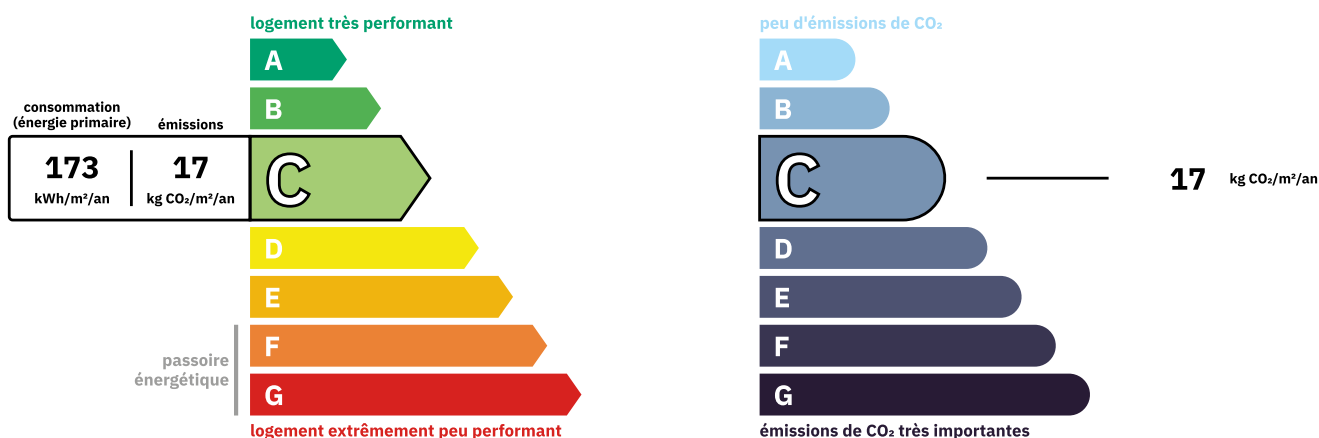 logement très performant
A
B
consommation
(énergie primaire)
émissions
173
kWh/m²/an
17
kg CO₂/m²/an
C
D
E
F
G
passoire
énergétique
logement extrêmement peu performant
peu d'émissions de CO₂
A
B
C
17 kg CO₂/m²/an
D
E
F
G
émissions de CO₂ très importantes